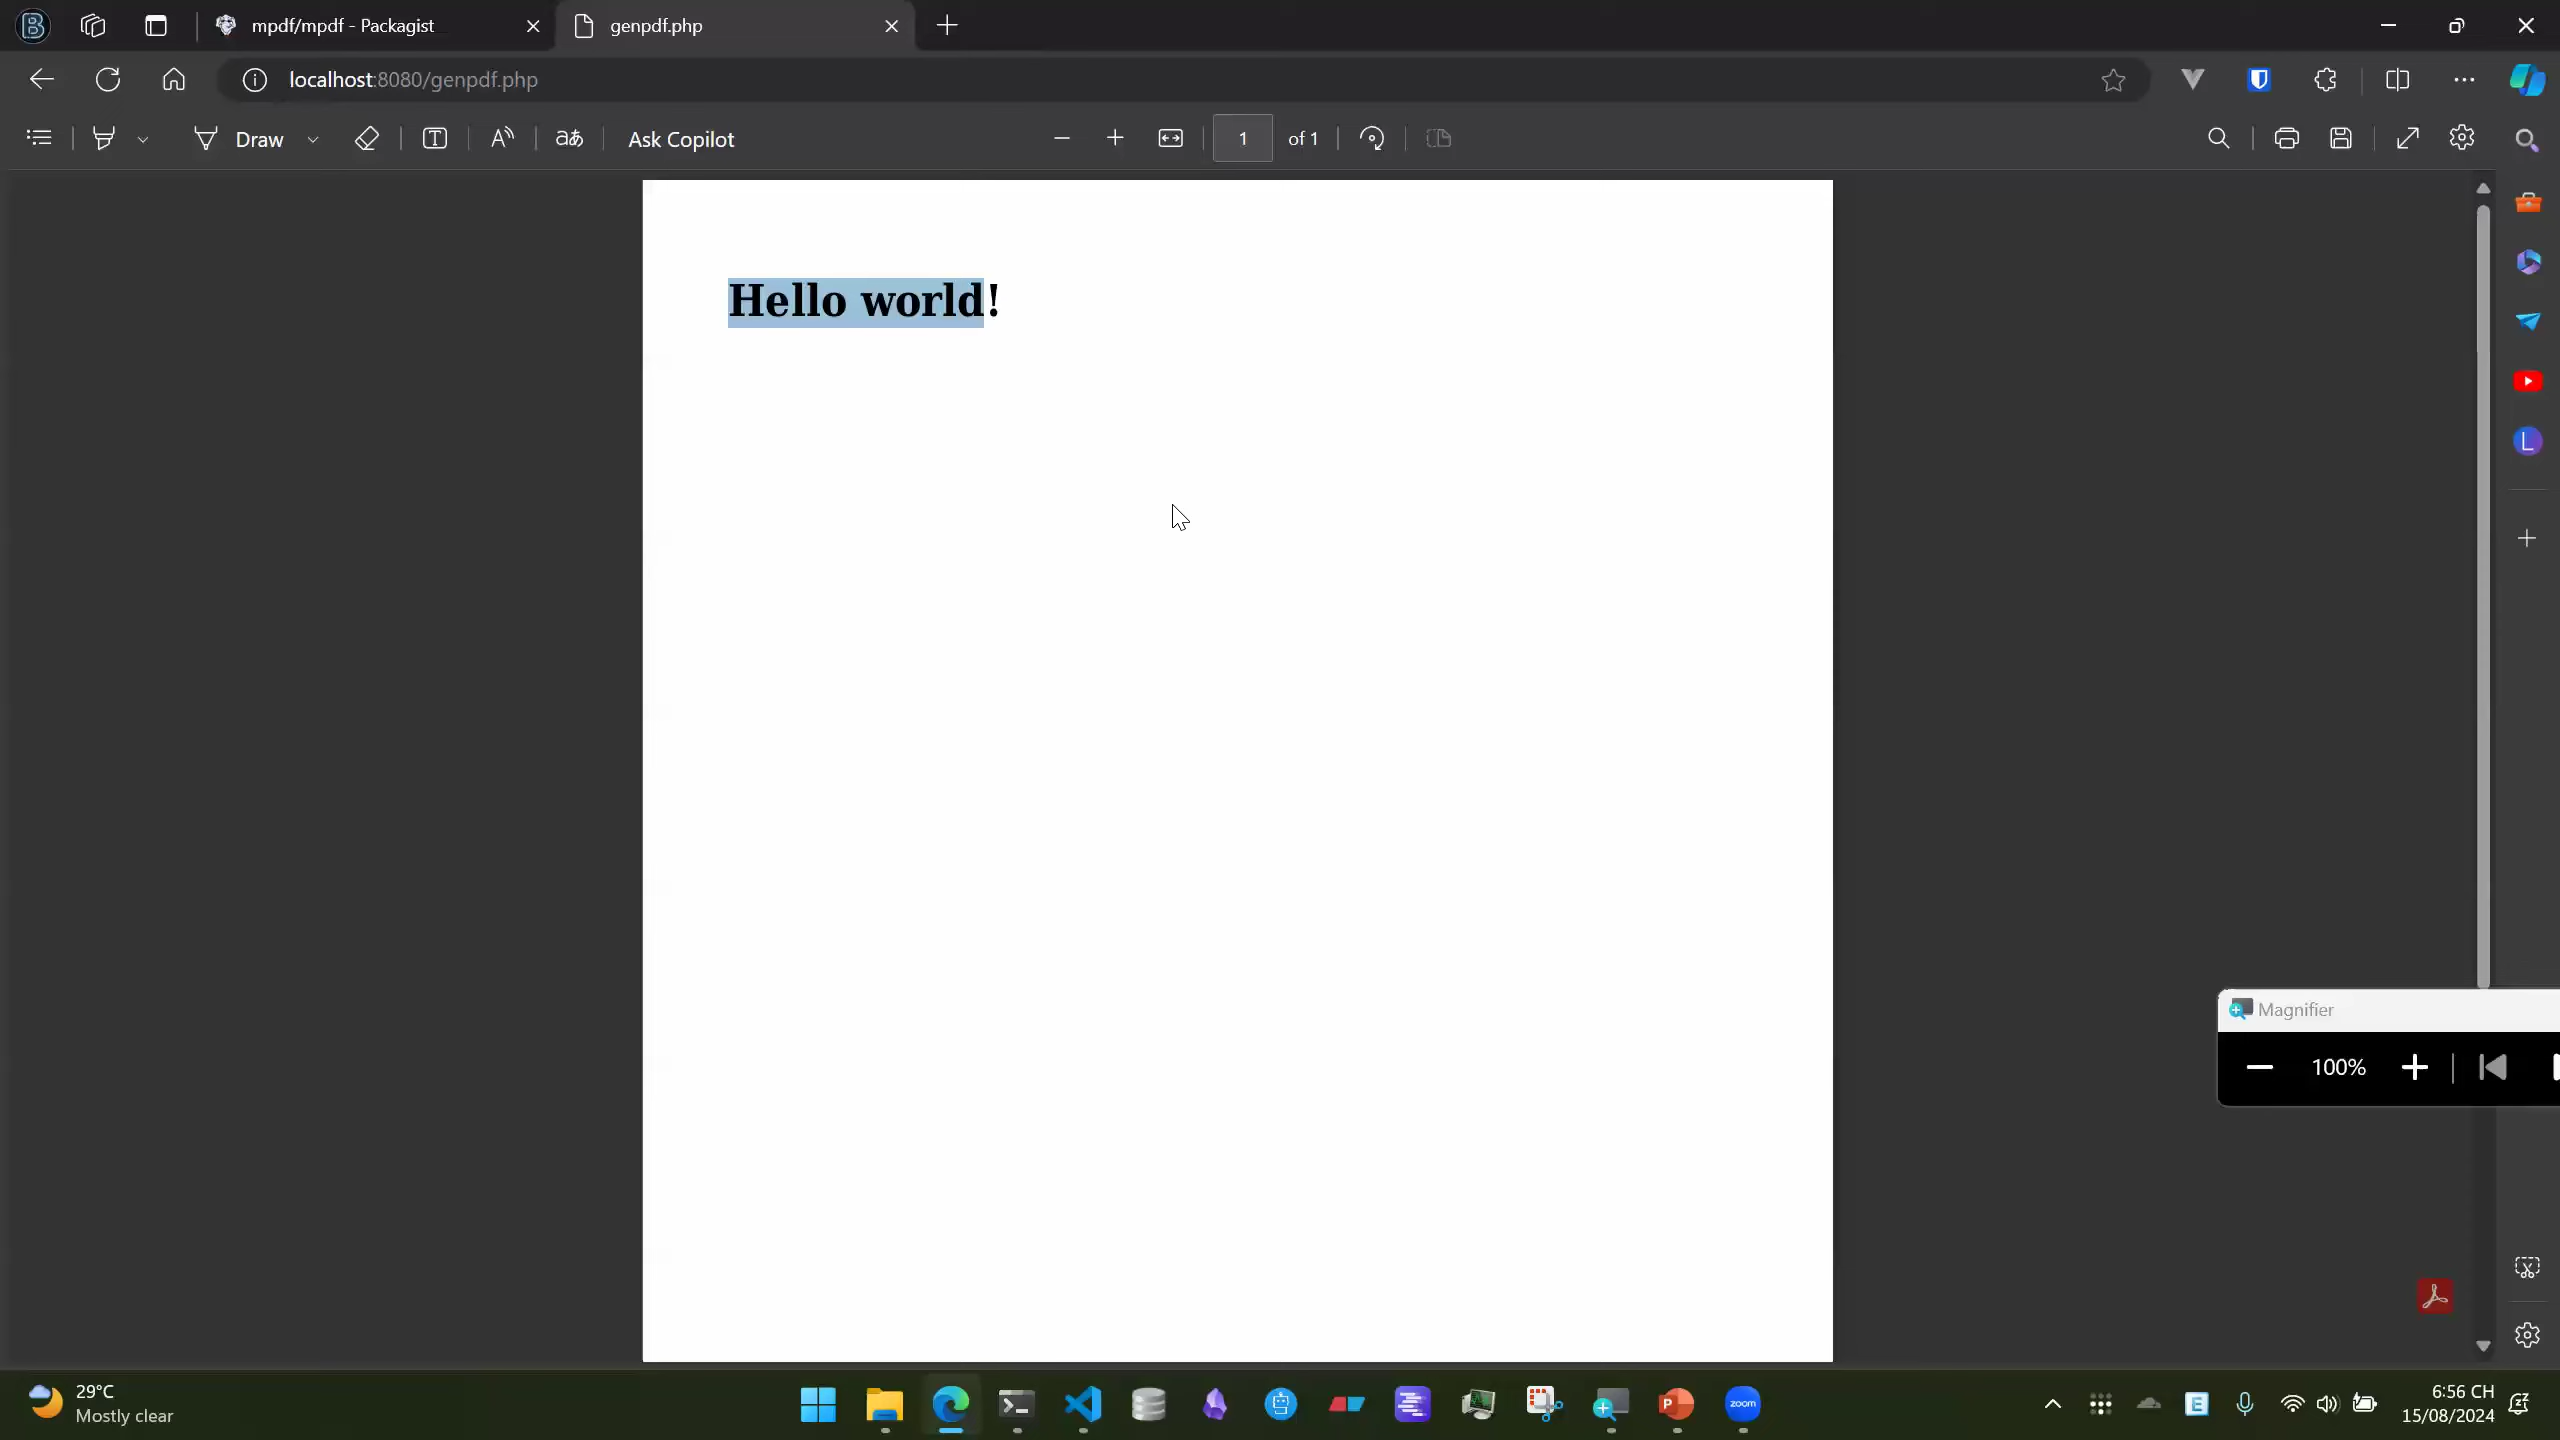 mpdf/mpdf - Packagist
genpdf.php
localhost:8080/genpdf.php
Draw
Ask Copilot
1
of 1
Hello world!
L
Magnifier
100%
29°C
Mostly clear
P
zoom
E
6:56 CH
15/08/2024